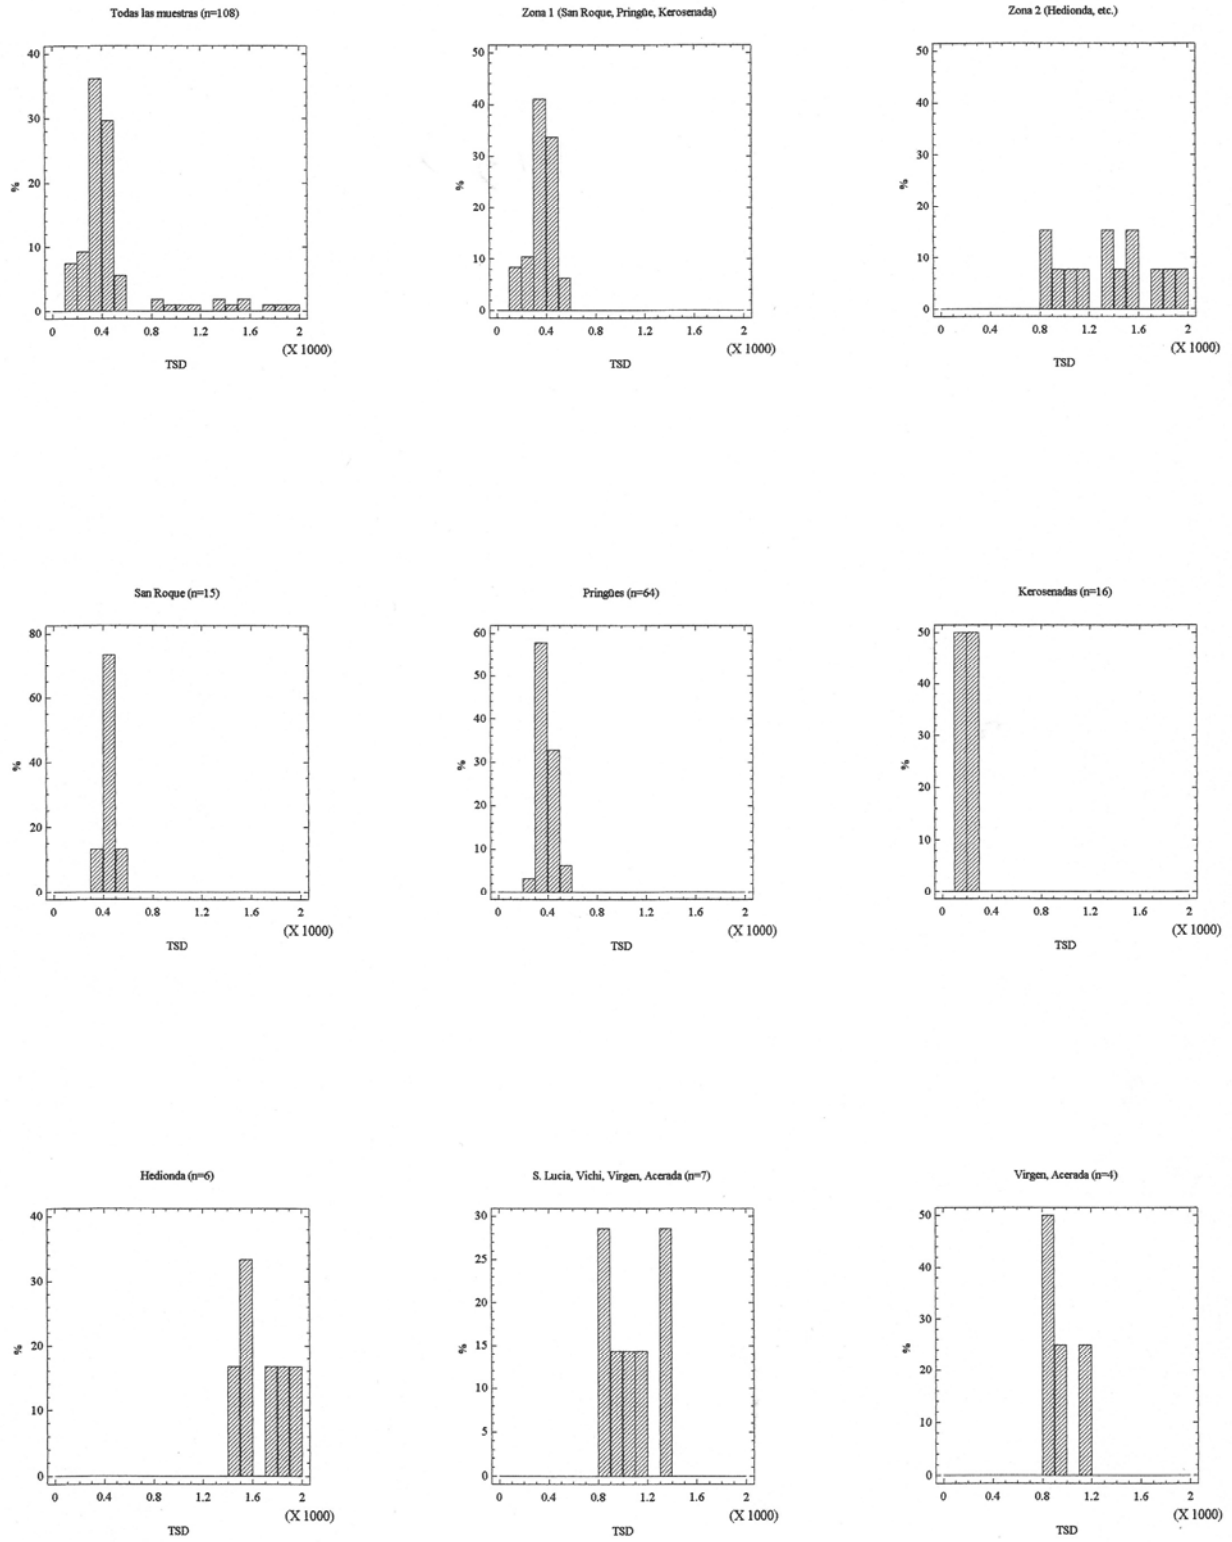 Todas las muestras (n=108)
40
30
20
10
0
%
0 0.4 0.8 1.2 1.6 2
(X 1000)
TSD
Zona 1 (San Roque, Pringüe, Kerosenada)
50
40
30
20
10
0
%
0 0.4 0.8 1.2 1.6 2
(X 1000)
TSD
Zona 2 (Hedionda, etc.)
50
40
30
20
10
0
%
0 0.4 0.8 1.2 1.6 2
(X 1000)
TSD
San Roque (n=15)
80
60
40
20
0
%
0 0.4 0.8 1.2 1.6 2
(X 1000)
TSD
Pringües (n=64)
60
50
40
30
20
10
0
%
0 0.4 0.8 1.2 1.6 2
(X 1000)
TSD
Kerosenadas (n=16)
50
40
30
20
10
0
%
0 0.4 0.8 1.2 1.6 2
(X 1000)
TSD
Hedionda (n=6)
40
30
20
10
0
%
0 0.4 0.8 1.2 1.6 2
(X 1000)
TSD
S. Lucia, Vichi, Virgen, Acerada (n=7)
30
25
20
15
10
5
0
%
0 0.4 0.8 1.2 1.6 2
(X 1000)
TSD
Virgen, Acerada (n=4)
50
40
30
20
10
0
%
0 0.4 0.8 1.2 1.6 2
(X 1000)
TSD